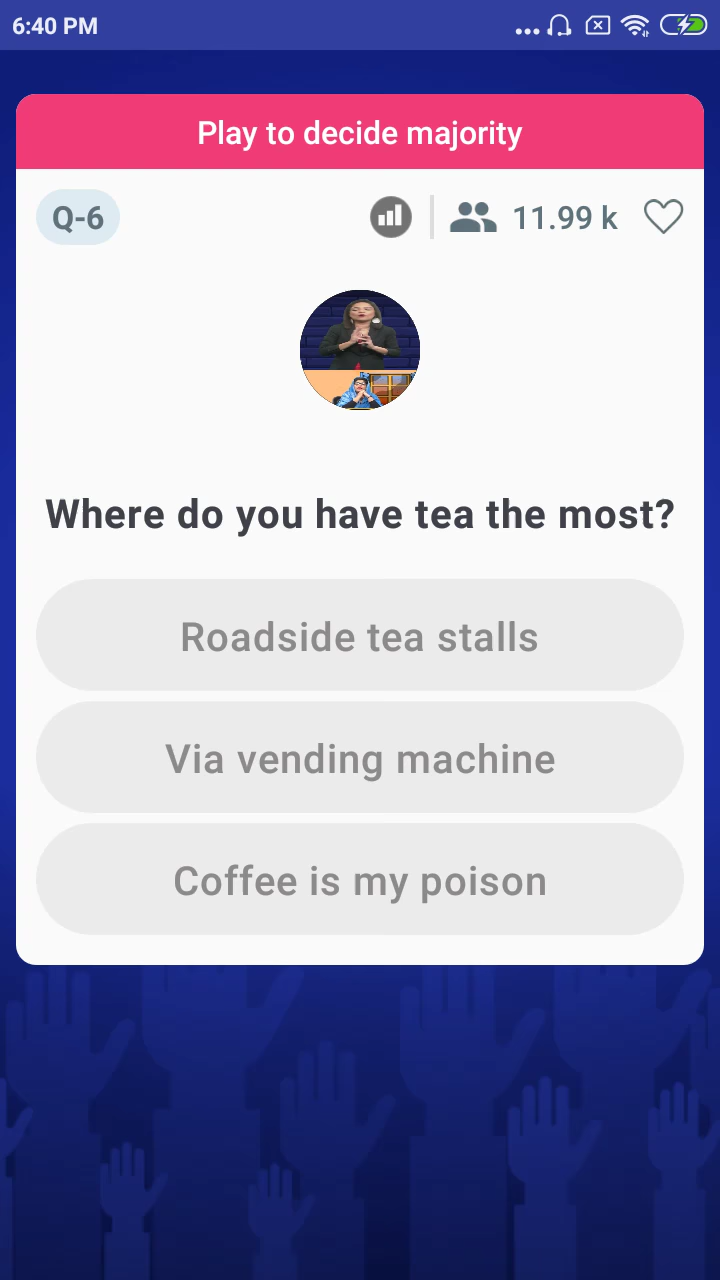 6:40 PM
Play to decide majority
Q-6
11.99 k
Where do you have tea the most?
Roadside tea stalls
Via vending machine
Coffee is my poison